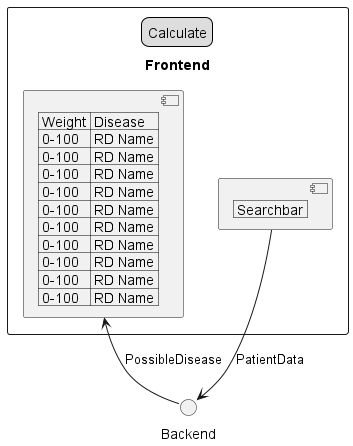 Calculate
Frontend
Weight Disease
0-100 RD Name
0-100 RD Name
0-100 RD Name
0-100 RD Name
0-100 RD Name
0-100 RD Name
0-100 RD Name
0-100 RD Name
0-100 RD Name
0-100 RD Name
Searchbar
PossibleDisease
PatientData
Backend